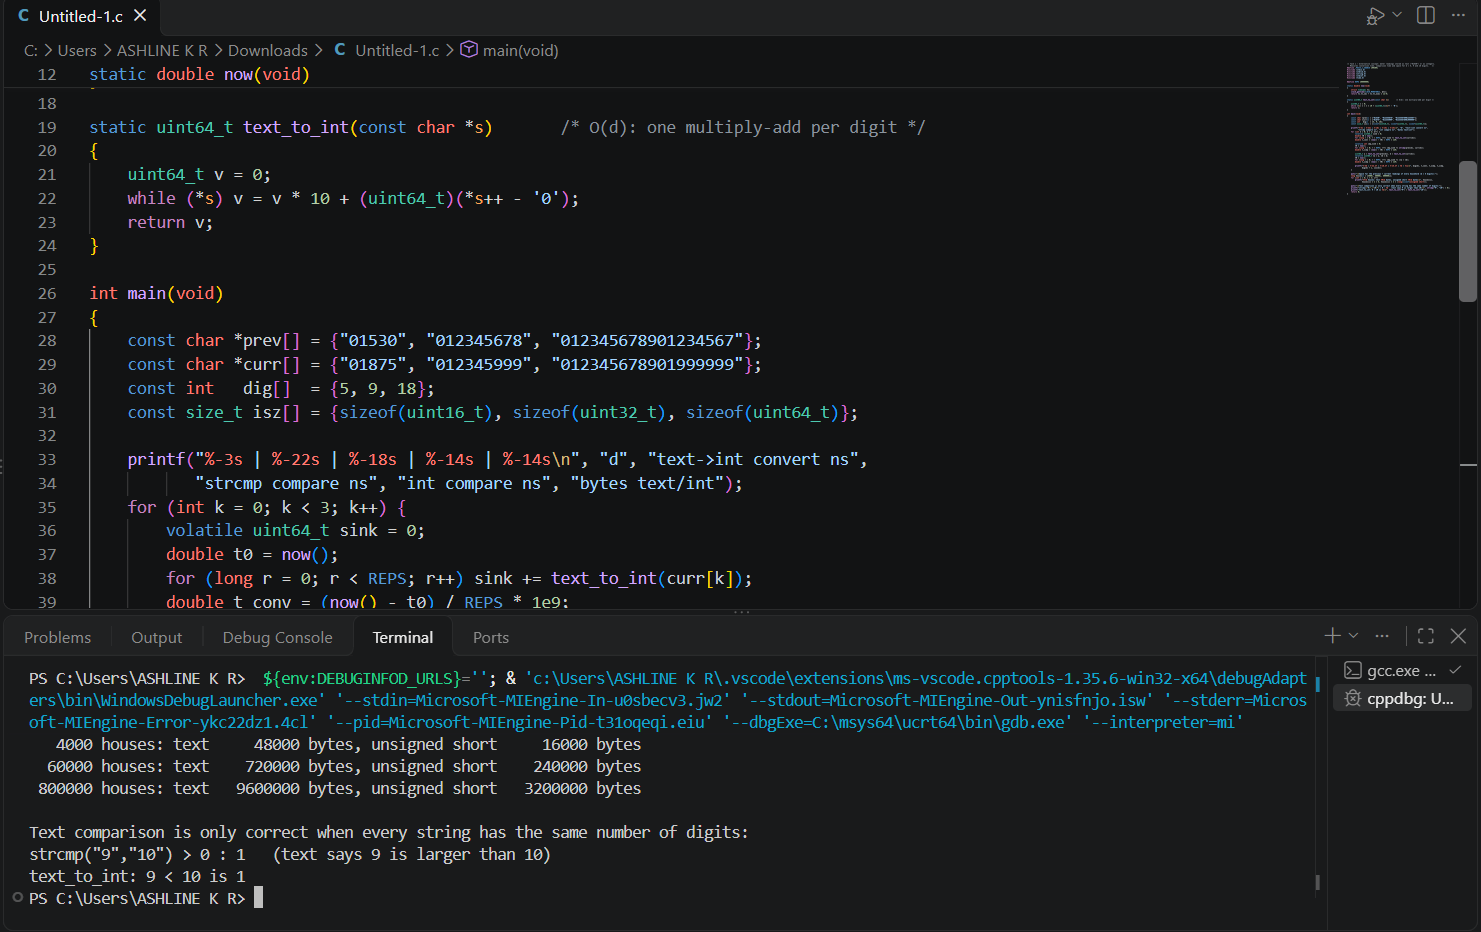 C Untitled-1.c
C: > Users > ASHLINE K R > Downloads > C Untitled-1.c > main(void)
12 static double now(void)
18
19 static uint64_t text_to_int(const char *s) /* O(d): one multiply-add per digit */
20 {
21 uint64_t v = 0;
22 while (*s) v = v * 10 + (uint64_t)(*s++ - '0');
23 return v;
24 }
25
26 int main(void)
27 {
28 const char *prev[] = {"01530", "012345678", "012345678901234567"};
29 const char *curr[] = {"01875", "012345999", "012345678901999999"};
30 const int dig[] = {5, 9, 18};
31 const size_t isz[] = {sizeof(uint16_t), sizeof(uint32_t), sizeof(uint64_t)};
32
33 printf("%-3s | %-22s | %-18s | %-14s | %-14s\n", "d", "text->int convert ns",
34 "strcmp compare ns", "int compare ns", "bytes text/int");
35 for (int k = 0; k < 3; k++) {
36 volatile uint64_t sink = 0;
37 double t0 = now();
38 for (long r = 0; r < REPS; r++) sink += text_to_int(curr[k]);
39 double t_conv = (now() - t0) / REPS * 1e9;
Problems Output Debug Console Terminal Ports
PS C:\Users\ASHLINE K R> ${env:DEBUGINFOD_URLS}=''; & 'c:\Users\ASHLINE K R\.vscode\extensions\ms-vscode.cpptools-1.35.6-win32-x64\debugAdapt
ers\bin\WindowsDebugLauncher.exe' '--stdin=Microsoft-MIEngine-In-u0sbecv3.jw2' '--stdout=Microsoft-MIEngine-Out-ynisfnjo.isw' '--stderr=Micros
oft-MIEngine-Error-ykc22dz1.4cl' '--pid=Microsoft-MIEngine-Pid-t31oqeqi.eiu' '--dbgExe=C:\msys64\ucrt64\bin\gdb.exe' '--interpreter=mi'
4000 houses: text 48000 bytes, unsigned short 16000 bytes
60000 houses: text 720000 bytes, unsigned short 240000 bytes
800000 houses: text 9600000 bytes, unsigned short 3200000 bytes
Text comparison is only correct when every string has the same number of digits:
strcmp("9","10") > 0 : 1 (text says 9 is larger than 10)
text_to_int: 9 < 10 is 1
PS C:\Users\ASHLINE K R>
gcc.exe ...
cppdbg: U...